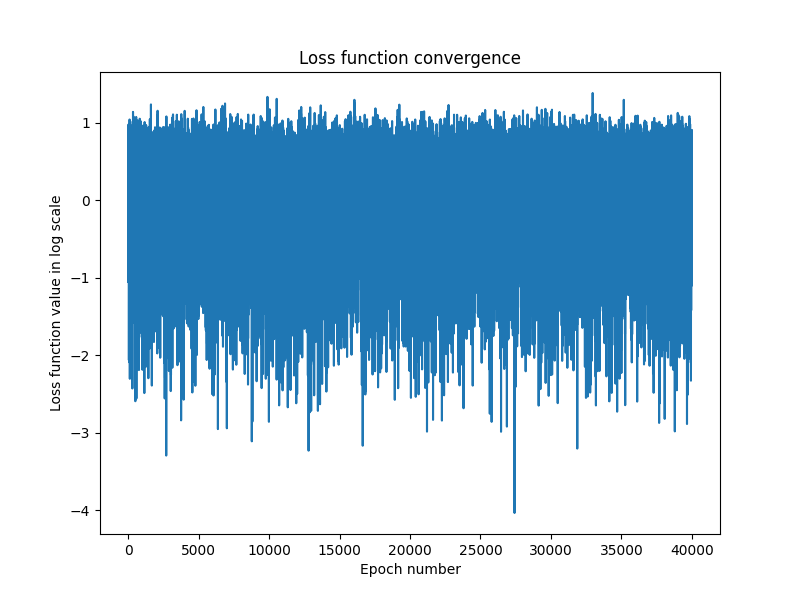 Loss function convergence
Loss function value in log scale
1
0
−1
−2
−3
−4
0 5000 10000 15000 20000 25000 30000 35000 40000
Epoch number